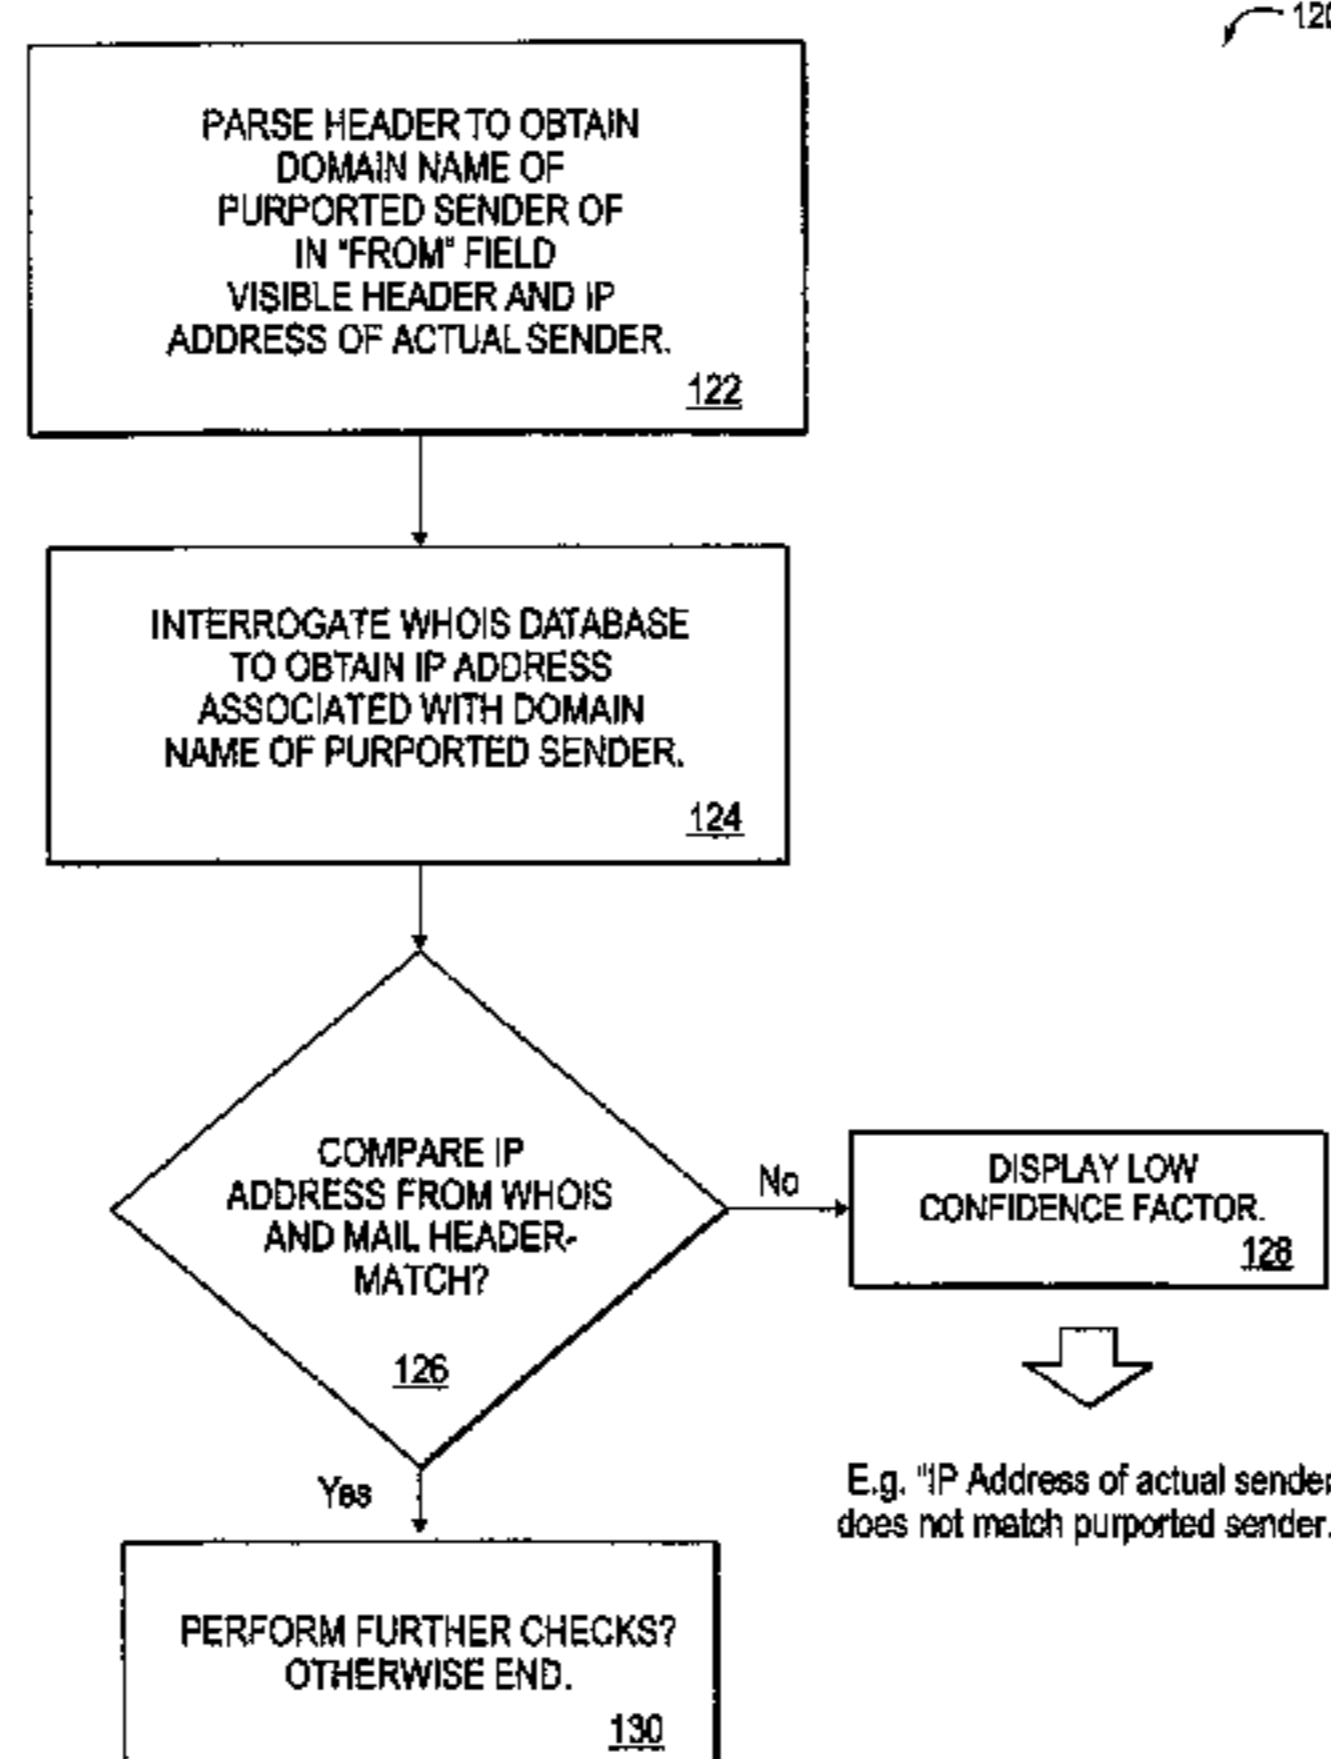 120
PARSE HEADER TO OBTAIN
DOMAIN NAME OF
PURPORTED SENDER OF
IN "FROM" FIELD
VISIBLE HEADER AND IP
ADDRESS OF ACTUAL SENDER.
122
INTERROGATE WHOIS DATABASE
TO OBTAIN IP ADDRESS
ASSOCIATED WITH DOMAIN
NAME OF PURPORTED SENDER.
124
COMPARE IP
ADDRESS FROM WHOIS
AND MAIL HEADER-
MATCH?
126
No
DISPLAY LOW
CONFIDENCE FACTOR.
128
E.g. "IP Address of actual sender
does not match purported sender.
Yes
PERFORM FURTHER CHECKS?
OTHERWISE END.
130